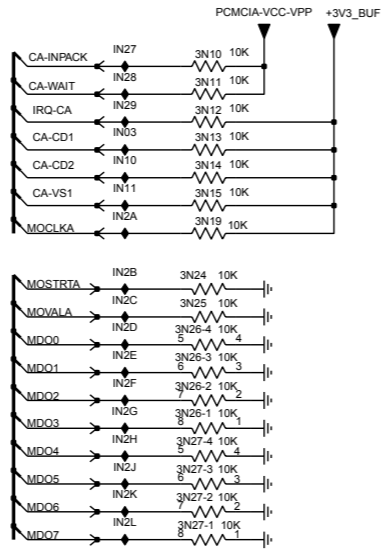 PCMCIA-VCC-VPP +3V3_BUF
CA-INPACK IN27 3N10 10K
CA-WAIT IN28 3N11 10K
IRQ-CA IN29 3N12 10K
CA-CD1 IN03 3N13 10K
CA-CD2 IN10 3N14 10K
CA-VS1 IN11 3N15 10K
MOCLKA IN2A 3N19 10K
MOSTRTA IN2B 3N24 10K
MOVALA IN2C 3N25 10K
MDO0 IN2D 5 3N26-4 10K 4
MDO1 IN2E 6 3N26-3 10K 3
MDO2 IN2F 7 3N26-2 10K 2
MDO3 IN2G 8 3N26-1 10K 1
MDO4 IN2H 5 3N27-4 10K 4
MDO5 IN2J 6 3N27-3 10K 3
MDO6 IN2K 7 3N27-2 10K 2
MDO7 IN2L 8 3N27-1 10K 1